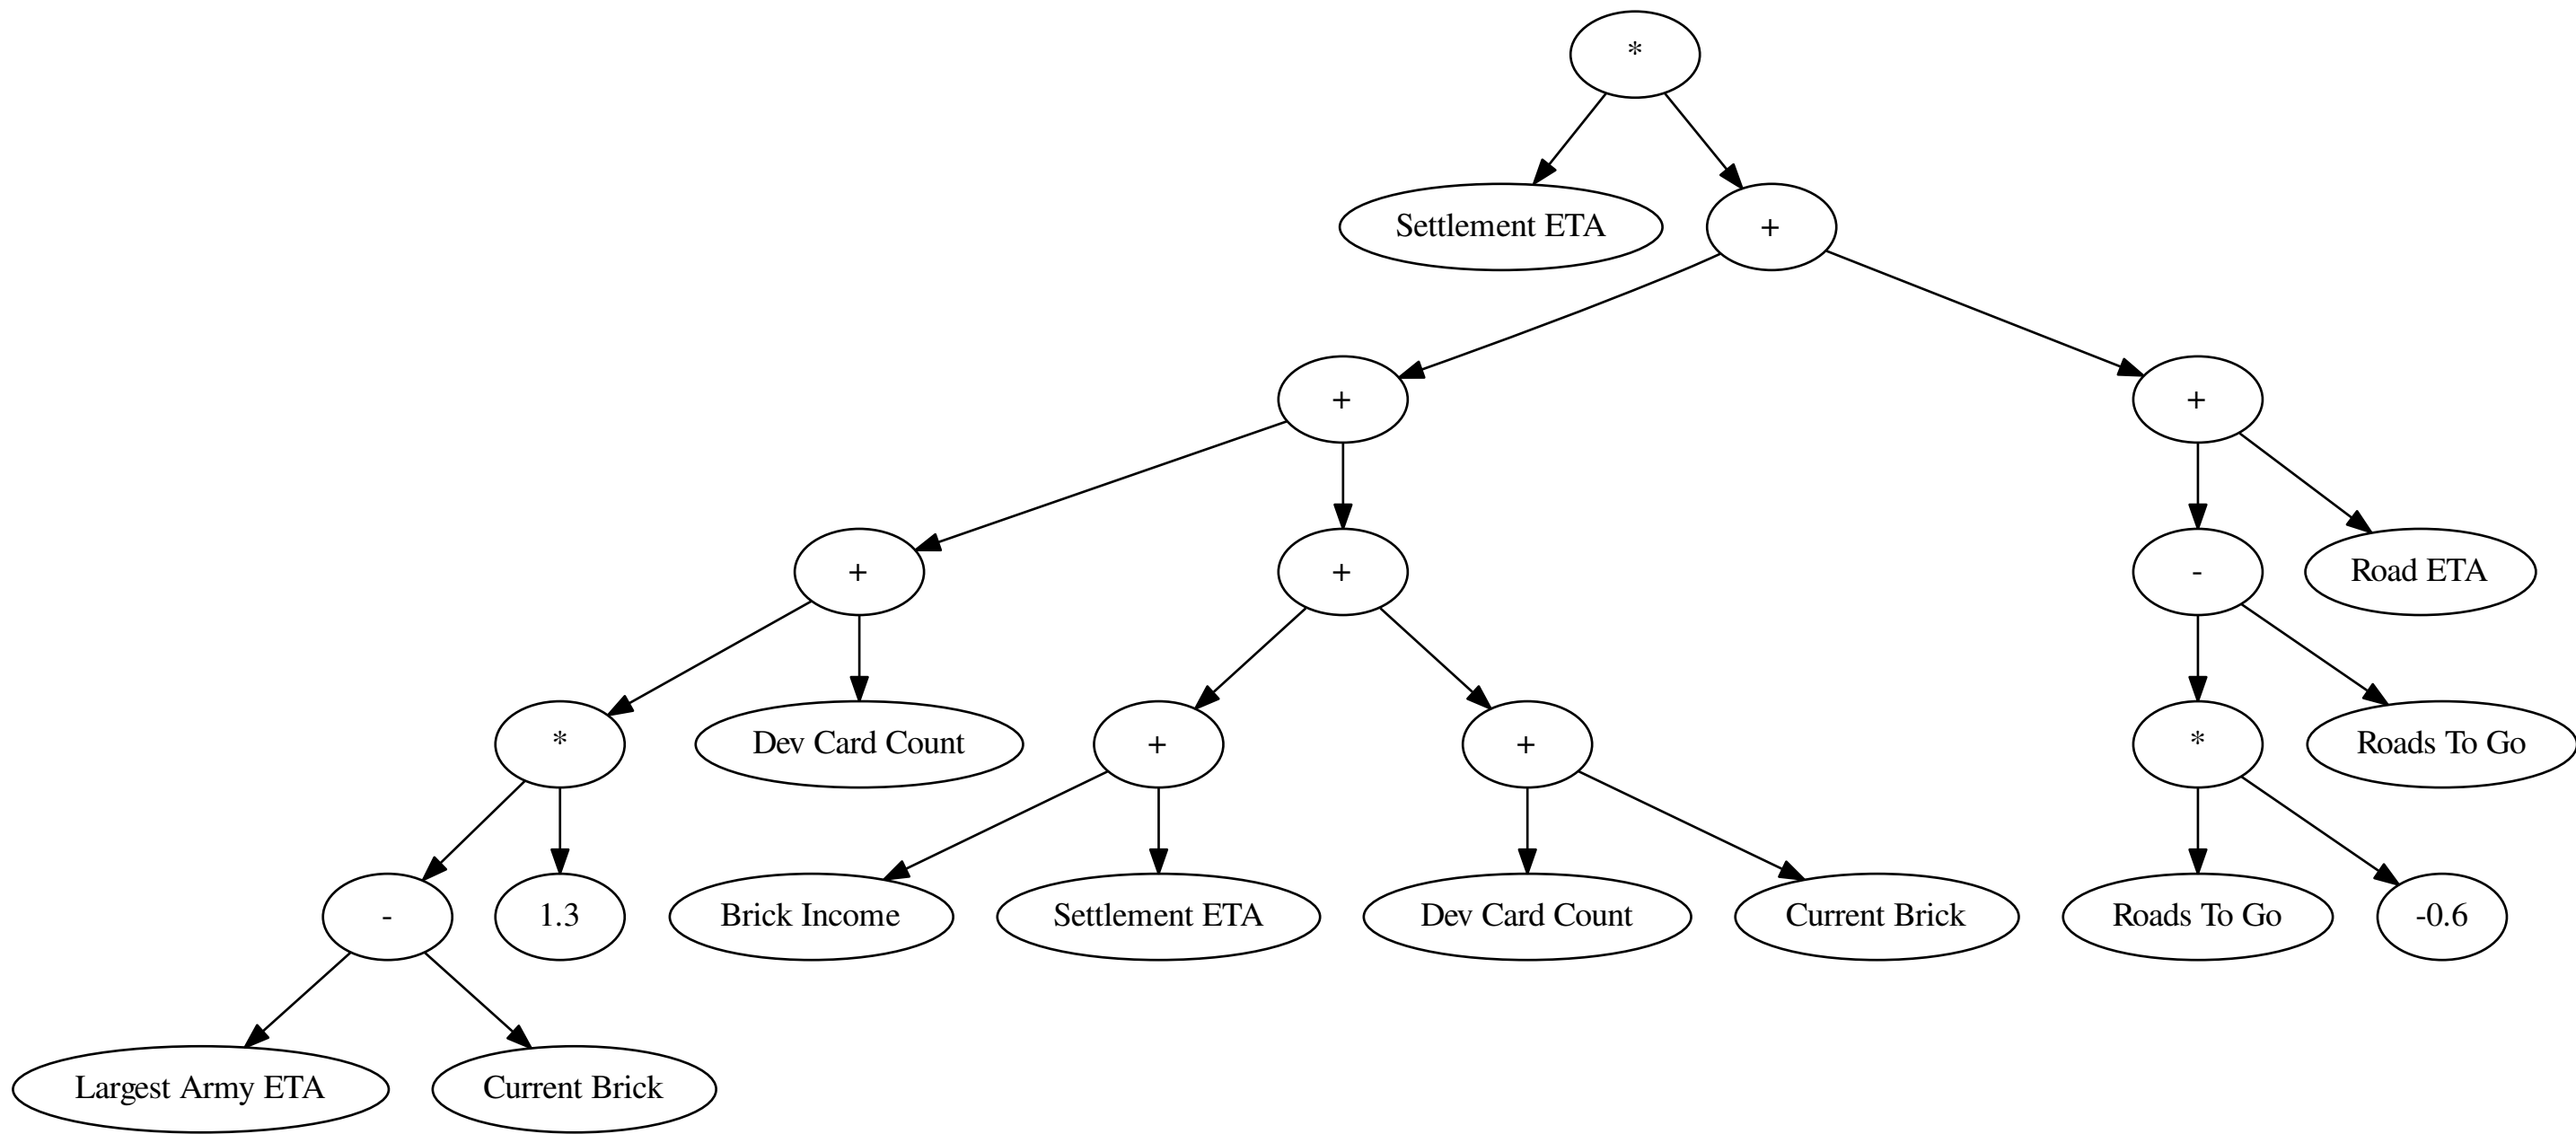 *
Settlement ETA
+
+
+
+
+
-
Road ETA
*
Dev Card Count
+
+
*
Roads To Go
-
1.3
Brick Income
Settlement ETA
Dev Card Count
Current Brick
Roads To Go
-0.6
Largest Army ETA
Current Brick